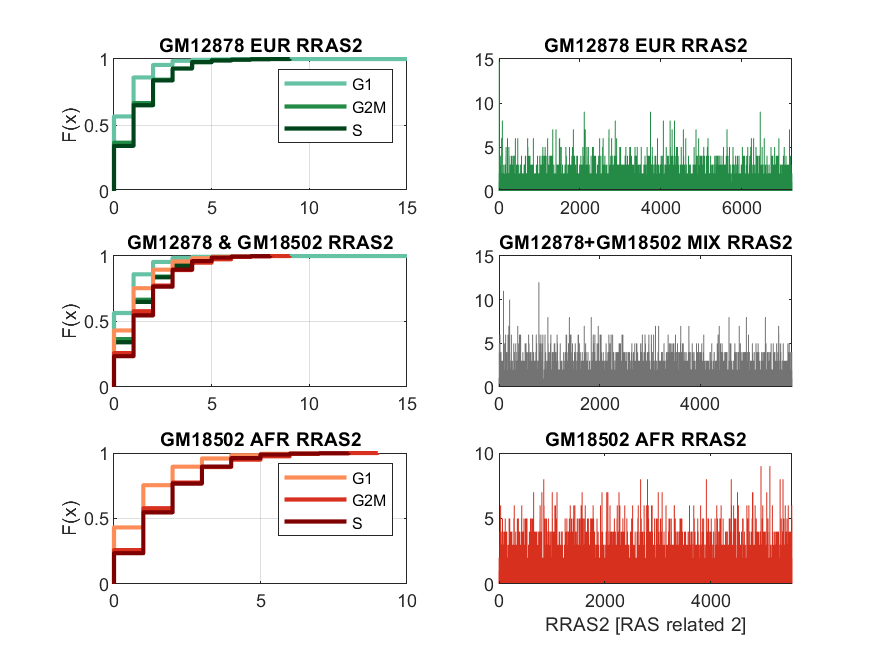 GM12878 EUR RRAS2
F(x)
1
0.5
0
0
5
10
15
G1
G2M
S
GM12878 EUR RRAS2
15
10
5
0
0
2000
4000
6000
GM12878 & GM18502 RRAS2
F(x)
1
0.5
0
0
5
10
15
GM12878+GM18502 MIX RRAS2
15
10
5
0
0
2000
4000
GM18502 AFR RRAS2
F(x)
1
0.5
0
0
5
10
G1
G2M
S
GM18502 AFR RRAS2
10
5
0
0
2000
4000
RRAS2 [RAS related 2]